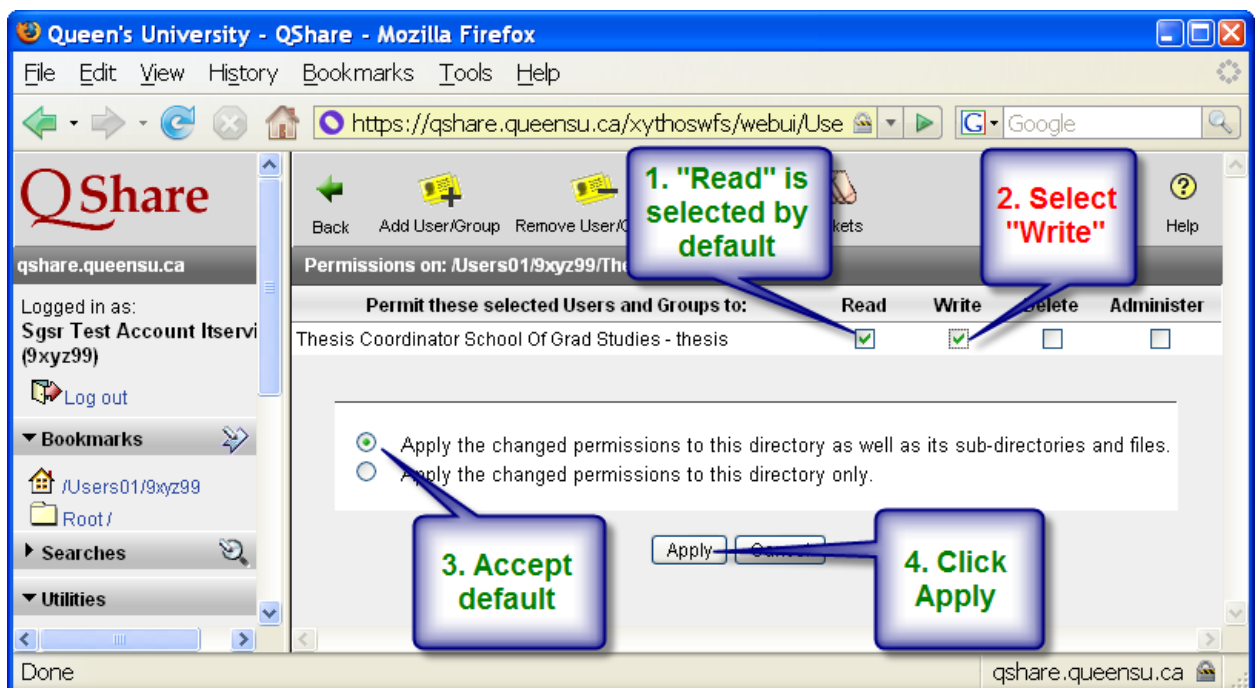 Queen's University - QShare - Mozilla Firefox
File Edit View History Bookmarks Tools Help
https://qshare.queensu.ca/xythoswfs/webui/Use
G Google
QShare
Back Add User/Group Remove User/
Help
1. "Read" is
selected by
default
2. Select
"Write"
qshare.queensu.ca
Permissions on: /Users01/9xyz99/The
Logged in as:
Sgsr Test Account Itservi
(9xyz99)
Log out
Permit these selected Users and Groups to: Read Write Delete Administer
Thesis Coordinator School Of Grad Studies - thesis
Bookmarks
/Users01/9xyz99
Root /
Searches
Utilities
Apply the changed permissions to this directory as well as its sub-directories and files.
Apply the changed permissions to this directory only.
Apply Cancel
3. Accept
default
4. Click
Apply
Done
qshare.queensu.ca